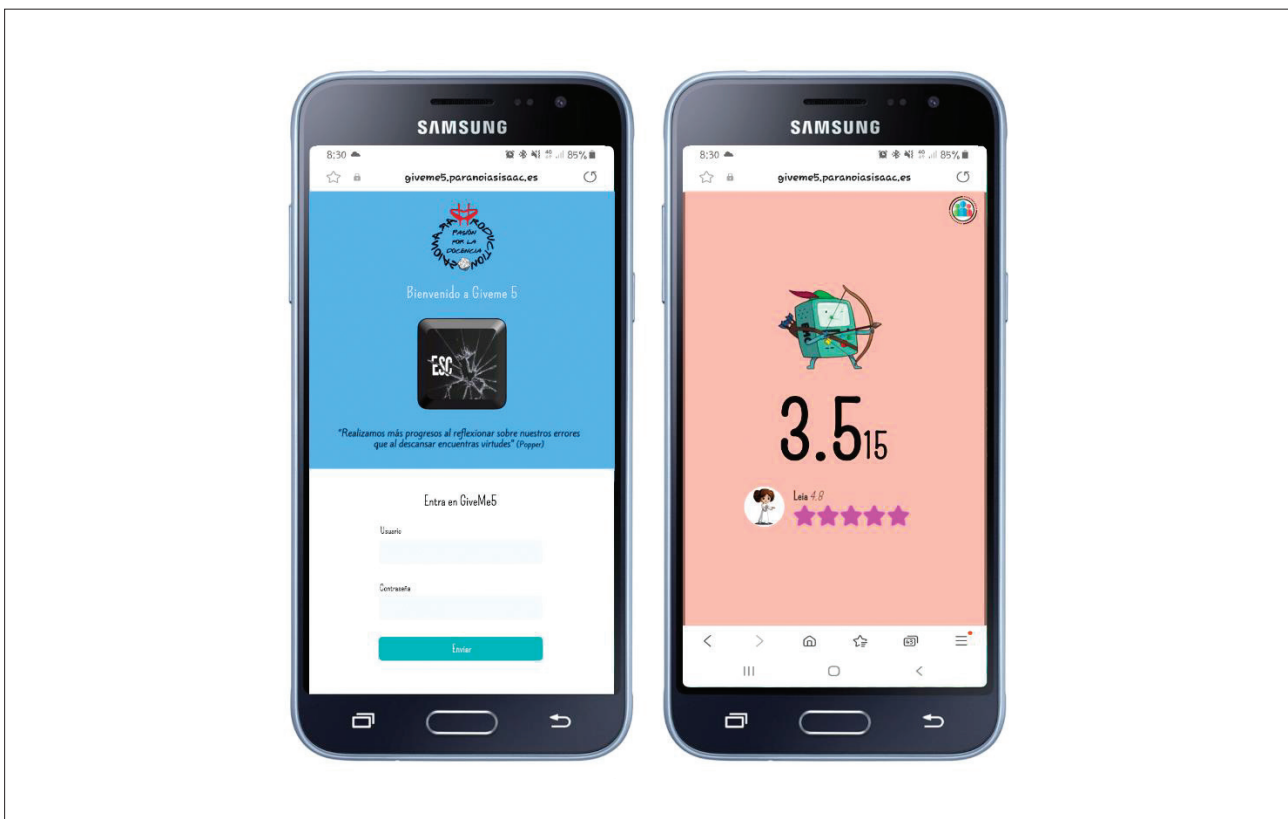 SAMSUNG
8:30
85%
giveme5.paranoiasisaac.es
PASIÓN
POR LA
DOCENCIA
Bienvenido a Giveme 5
ESC
“Realizamos más progresos al reflexionar sobre nuestros errores
que al descansar encuentras virtudes” (Popper)
Entra en GiveMe5
Usuario
Contraseña
Enviar
SAMSUNG
8:30
85%
giveme5.paranoiasisaac.es
3.515
Leia 4.8